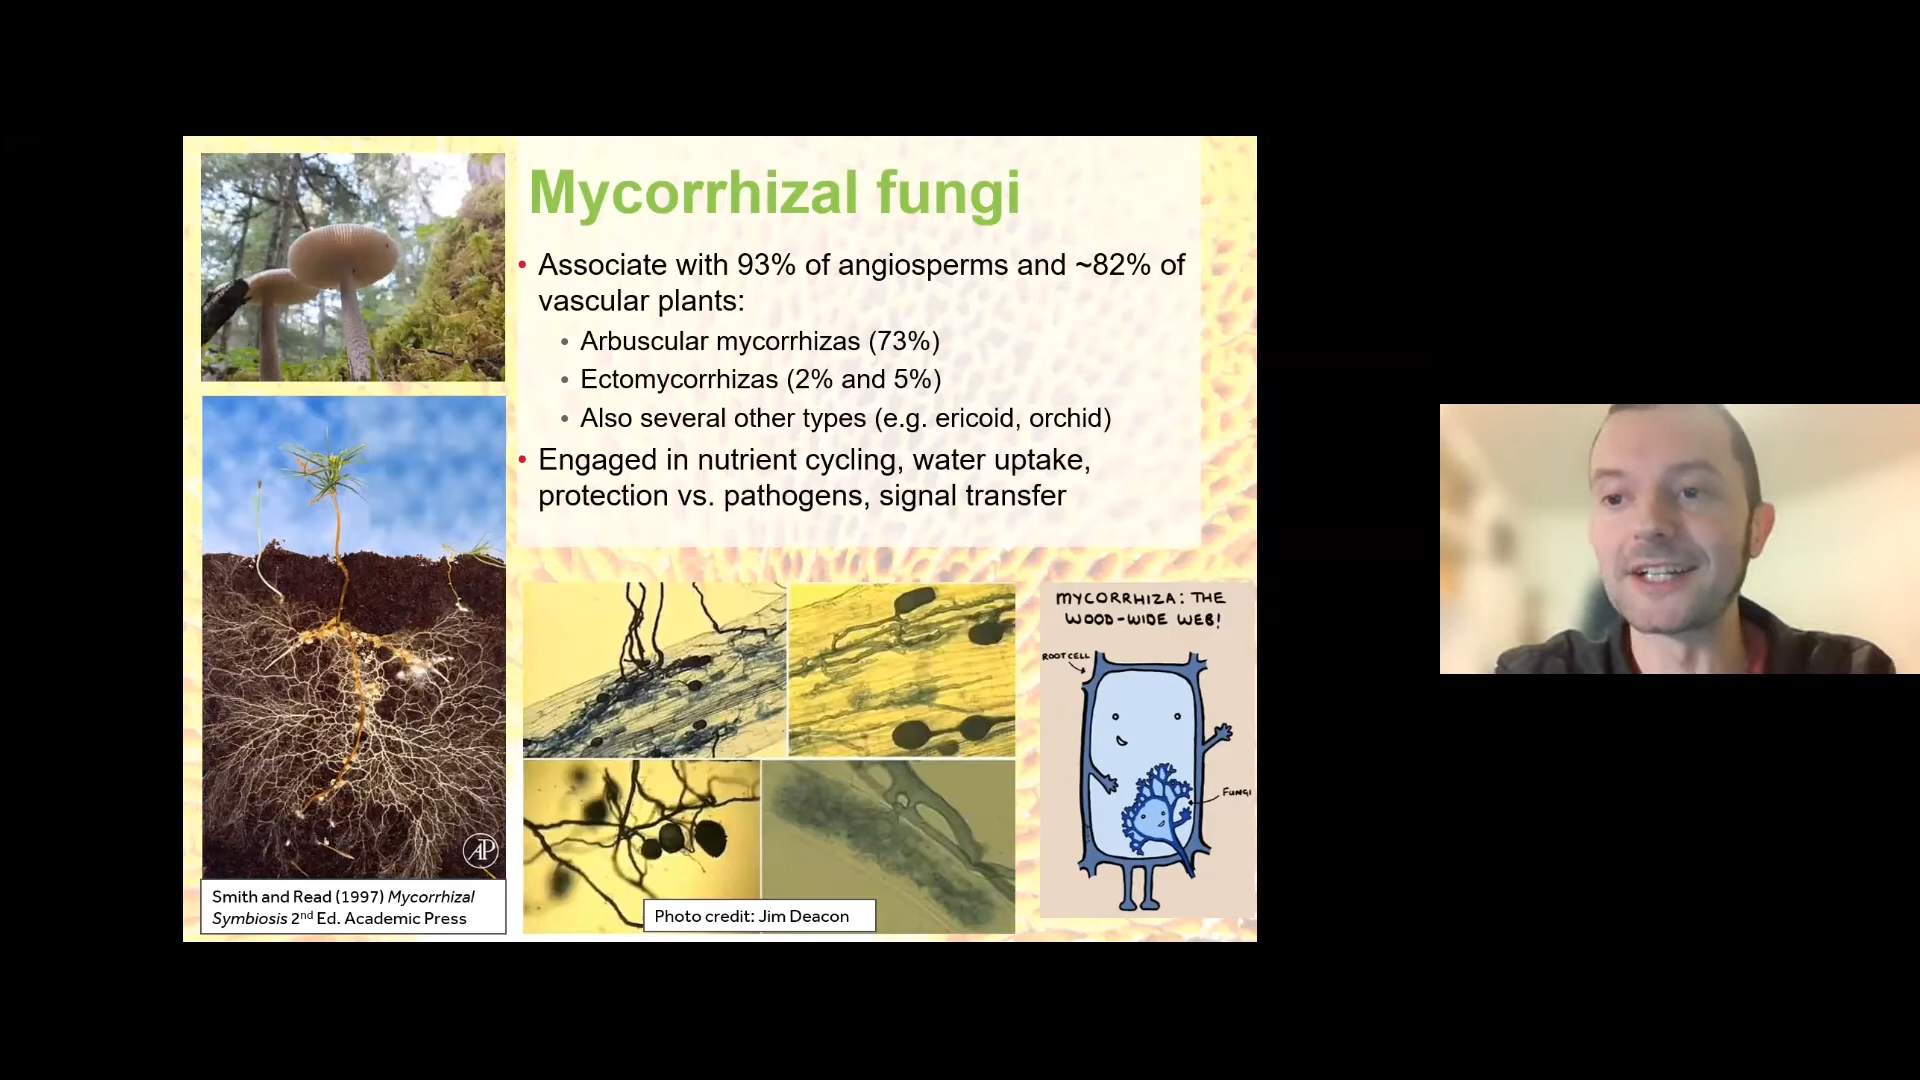 Mycorrhizal fungi
• Associate with 93% of angiosperms and ~82% of
vascular plants:
• Arbuscular mycorrhizas (73%)
• Ectomycorrhizas (2% and 5%)
• Also several other types (e.g. ericoid, orchid)
• Engaged in nutrient cycling, water uptake,
protection vs. pathogens, signal transfer
AP
Smith and Read (1997) Mycorrhizal
Symbiosis 2nd Ed. Academic Press
Photo credit: Jim Deacon
MYCORRHIZA: THE
WOOD-WIDE WEB!
ROOT CELL
FUNGI